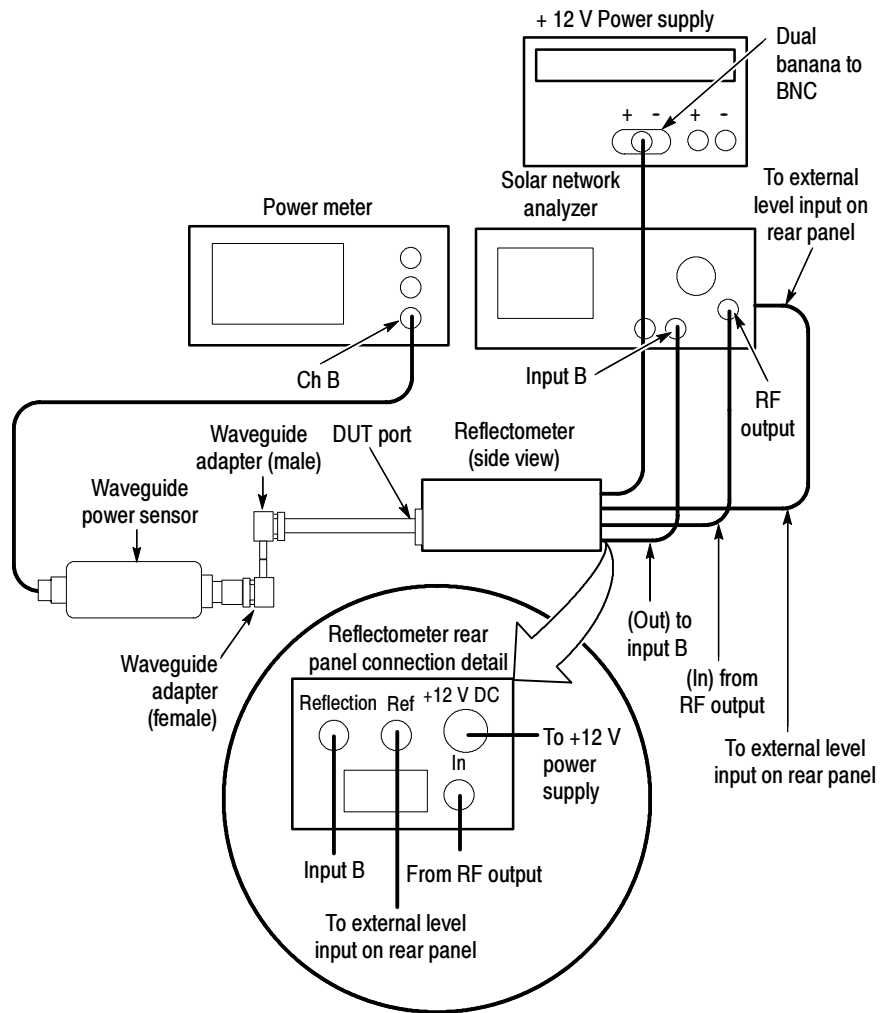 + 12 V Power supply
Dual
banana to
BNC
+ - + -
Solar network
analyzer
To external
level input on
rear panel
Power meter
Ch B
Input B
RF
output
Waveguide
adapter (male)
DUT port
Reflectometer
(side view)
Waveguide
power sensor
Waveguide
adapter
(female)
(Out) to
input B
(In) from
RF output
To external level
input on rear panel
Reflectometer rear
panel connection detail
Reflection
Ref
+12 V DC
In
To +12 V
power
supply
Input B
From RF output
To external level
input on rear panel